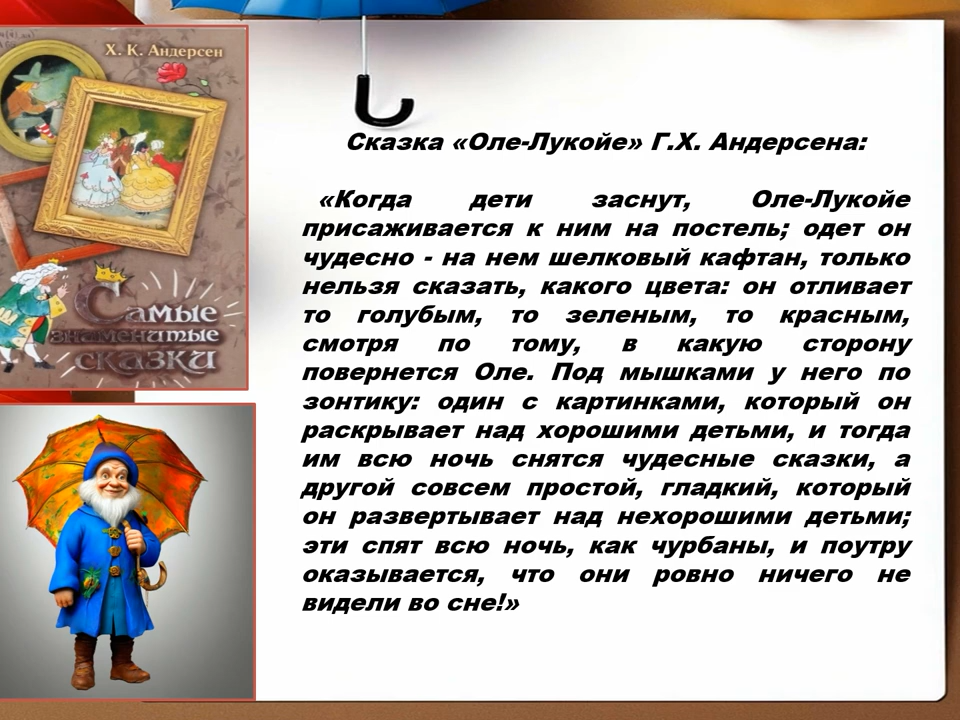 Х. К. Андерсен
Самые
знаменитые
сказки
Сказка «Оле-Лукойе» Г.Х. Андерсена:
«Когда дети заснут, Оле-Лукойе
присаживается к ним на постель; одет он
чудесно - на нем шелковый кафтан, только
нельзя сказать, какого цвета: он отливает
то голубым, то зеленым, то красным,
смотря по тому, в какую сторону
повернется Оле. Под мышками у него по
зонтику: один с картинками, который он
раскрывает над хорошими детьми, и тогда
им всю ночь снятся чудесные сказки, а
другой совсем простой, гладкий, который
он развертывает над нехорошими детьми;
эти спят всю ночь, как чурбаны, и поутру
оказывается, что они ровно ничего не
видели во сне!»